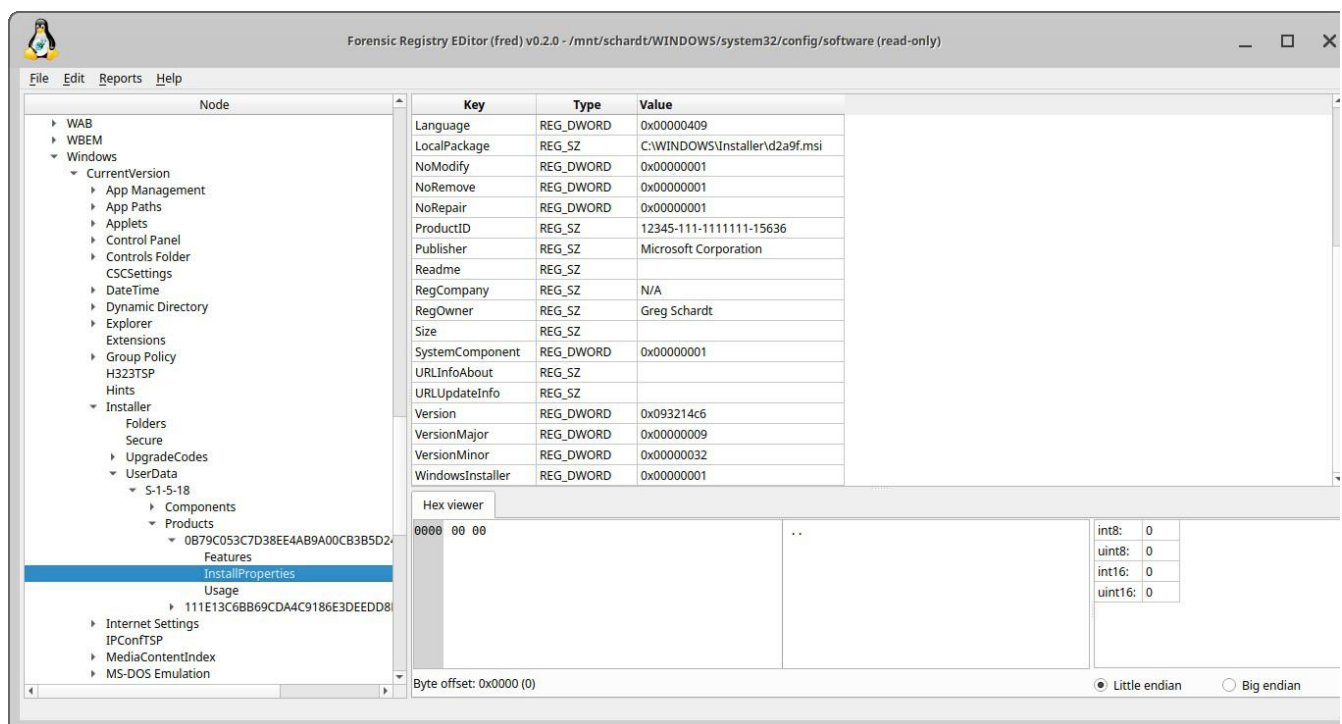 Forensic Registry EDitor (fred) v0.2.0 - /mnt/schardt/WINDOWS/system32/config/software (read-only)
File Edit Reports Help
Node
WAB
WBEM
Windows
CurrentVersion
App Management
App Paths
Applets
Control Panel
Controls Folder
CSCSettings
DateTime
Dynamic Directory
Explorer
Extensions
Group Policy
H323TSP
Hints
Installer
Folders
Secure
UpgradeCodes
UserData
S-1-5-18
Components
Products
0B79C053C7D38EE4AB9A00CB3B5D24
Features
InstallProperties
Usage
111E13C6BB69CDA4C9186E3DEEDD8
Internet Settings
IPConfTSP
MediaContentIndex
MS-DOS Emulation
Key Type Value
Language REG_DWORD 0x00000409
LocalPackage REG_SZ C:\WINDOWS\Installer\d2a9f.msi
NoModify REG_DWORD 0x00000001
NoRemove REG_DWORD 0x00000001
NoRepair REG_DWORD 0x00000001
ProductID REG_SZ 12345-111-1111111-15636
Publisher REG_SZ Microsoft Corporation
Readme REG_SZ
RegCompany REG_SZ N/A
RegOwner REG_SZ Greg Schardt
Size REG_SZ
SystemComponent REG_DWORD 0x00000001
URLInfoAbout REG_SZ
URLUpdateInfo REG_SZ
Version REG_DWORD 0x093214c6
VersionMajor REG_DWORD 0x00000009
VersionMinor REG_DWORD 0x00000032
WindowsInstaller REG_DWORD 0x00000001
Hex viewer
0000 00 00 ..
int8: 0
uint8: 0
int16: 0
uint16: 0
Byte offset: 0x0000 (0)
Little endian Big endian